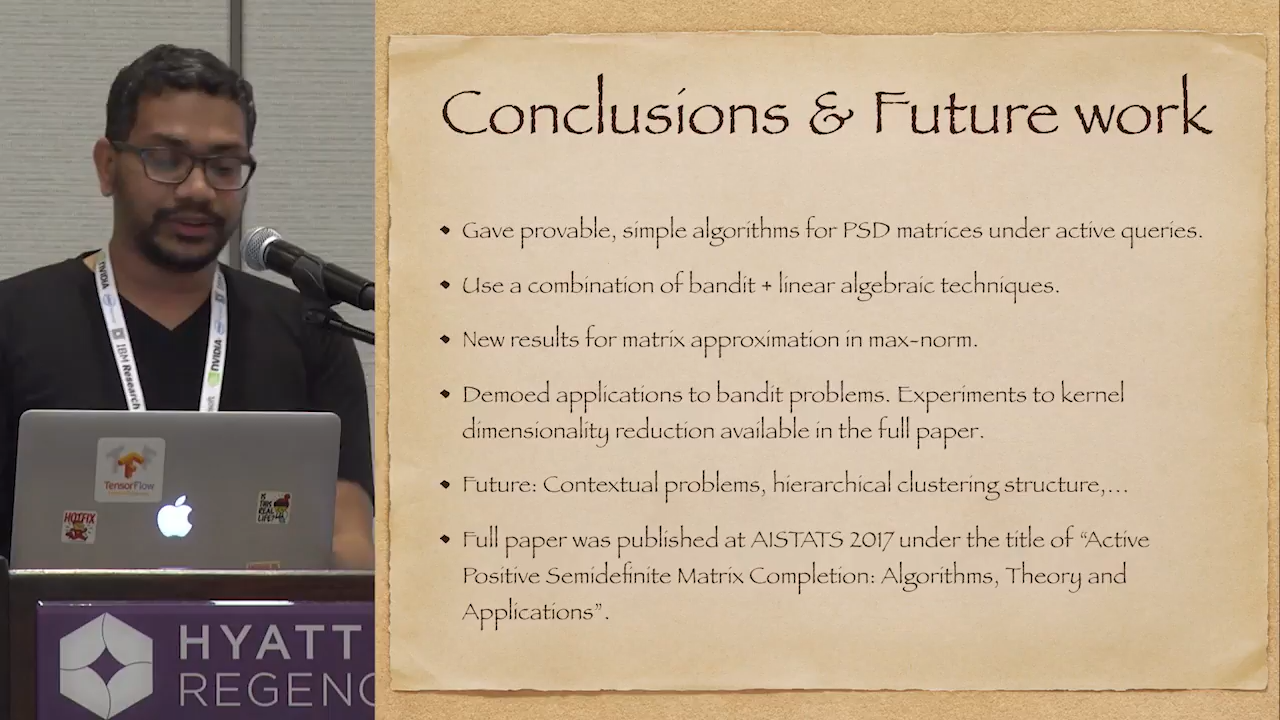 Conclusions & Future work
Gave provable, simple algorithms for PSD matrices under active queries.
Use a combination of bandit + linear algebraic techniques.
New results for matrix approximation in max-norm.
Demoed applications to bandit problems. Experiments to kernel
dimensionality reduction available in the full paper.
Future: Contextual problems, hierarchical clustering structure,...
Full paper was published at AISTATS 2017 under the title of “Active
Positive Semidefinite Matrix Completion: Algorithms, Theory and
Applications”.
NVIDIA
IBM Research
NVIDIA
TensorFlow
HOTFIX
IS THIS REAL LIFE?
HYATT
REGENC